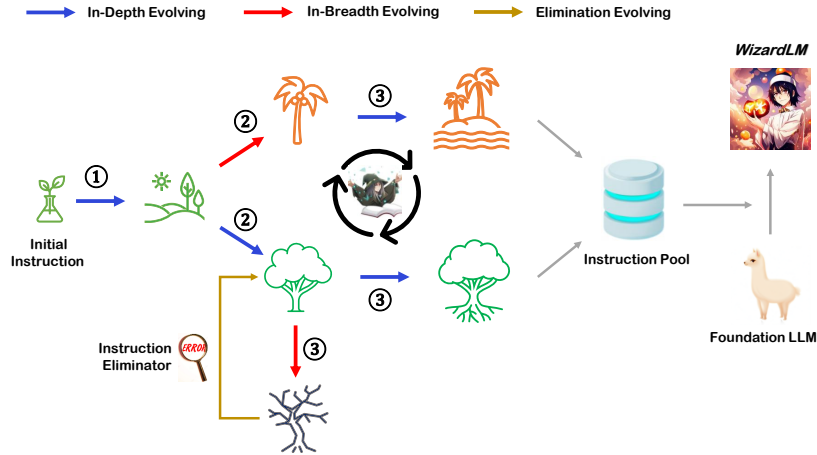 In-Depth Evolving
In-Breadth Evolving
Elimination Evolving
WizardLM
③
②
①
②
Initial
Instruction
Instruction Pool
③
③
Foundation LLM
Instruction
Eliminator
ERROR